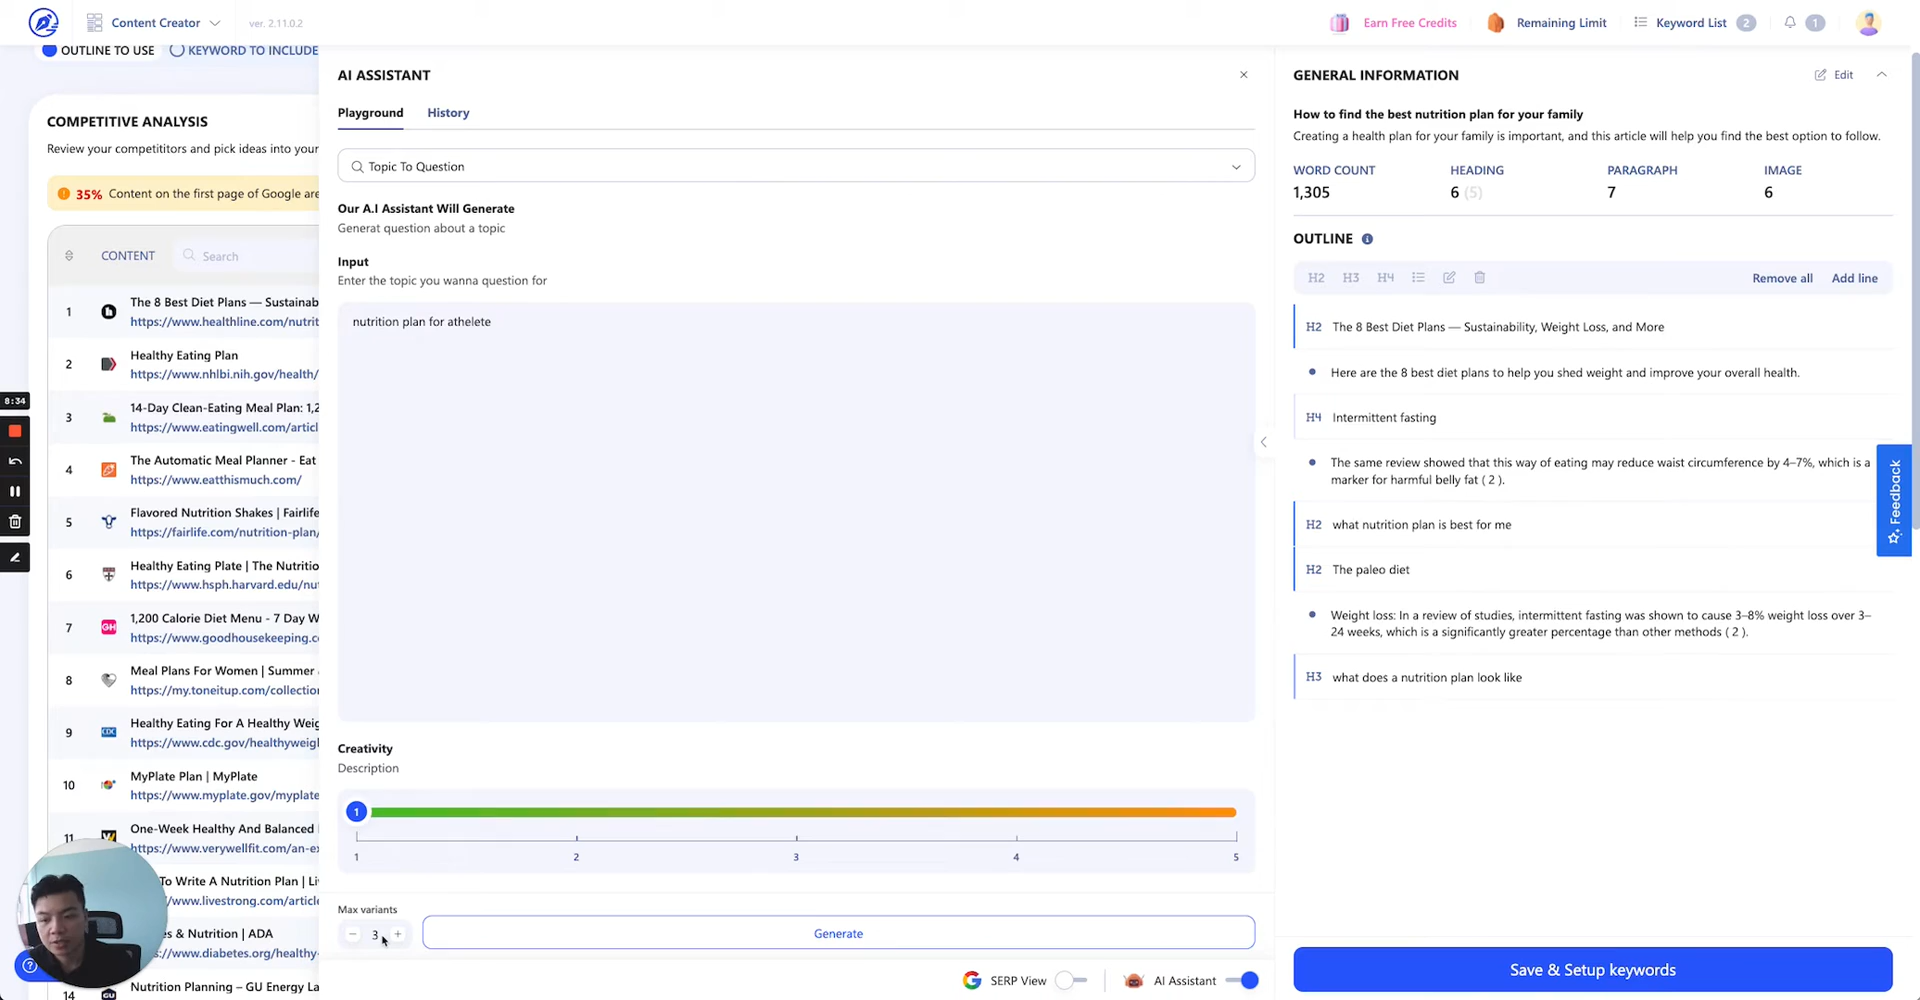 Content Creator
ver. 2.11.0.2
Earn Free Credits
Remaining Limit
Keyword List 2
1
OUTLINE TO USE
KEYWORD TO INCLUDE
COMPETITIVE ANALYSIS
Review your competitors and pick ideas into your
35% Content on the first page of Google are
CONTENT
Search
1
The 8 Best Diet Plans — Sustainab
https://www.healthline.com/nutrit
2
Healthy Eating Plan
https://www.nhlbi.nih.gov/health/
3
14-Day Clean-Eating Meal Plan: 1,2
https://www.eatingwell.com/articl
4
The Automatic Meal Planner - Eat
https://www.eatthismuch.com/
5
Flavored Nutrition Shakes | Fairlife
https://fairlife.com/nutrition-plan/
6
Healthy Eating Plate | The Nutritio
https://www.hsph.harvard.edu/nut
7
GH
1,200 Calorie Diet Menu - 7 Day W
https://www.goodhousekeeping.co
8
Meal Plans For Women | Summer
https://my.toneitup.com/collection
9
CDC
Healthy Eating For A Healthy Weig
https://www.cdc.gov/healthyweigl
10
MyPlate Plan | MyPlate
https://www.myplate.gov/myplate
11
One-Week Healthy And Balanced
https://www.verywellfit.com/an-ex
To Write A Nutrition Plan | Liv
://www.livestrong.com/article
es & Nutrition | ADA
://www.diabetes.org/healthy-
14
GU
Nutrition Planning – GU Energy La
8:34
AI ASSISTANT
Playground
History
Topic To Question
Our A.I Assistant Will Generate
Generat question about a topic
Input
Enter the topic you wanna question for
nutrition plan for athelete
Creativity
Description
1
1 2 3 4 5
Max variants
− 3 +
Generate
SERP View
AI Assistant
GENERAL INFORMATION
Edit
How to find the best nutrition plan for your family
Creating a health plan for your family is important, and this article will help you find the best option to follow.
WORD COUNT HEADING PARAGRAPH IMAGE
1,305 6 (5) 7 6
OUTLINE
H2 H3 H4
Remove all
Add line
H2 The 8 Best Diet Plans — Sustainability, Weight Loss, and More
Here are the 8 best diet plans to help you shed weight and improve your overall health.
H4 Intermittent fasting
The same review showed that this way of eating may reduce waist circumference by 4–7%, which is a
marker for harmful belly fat ( 2 ).
H2 what nutrition plan is best for me
H2 The paleo diet
Weight loss: In a review of studies, intermittent fasting was shown to cause 3–8% weight loss over 3–
24 weeks, which is a significantly greater percentage than other methods ( 2 ).
H3 what does a nutrition plan look like
Feedback
Save & Setup keywords